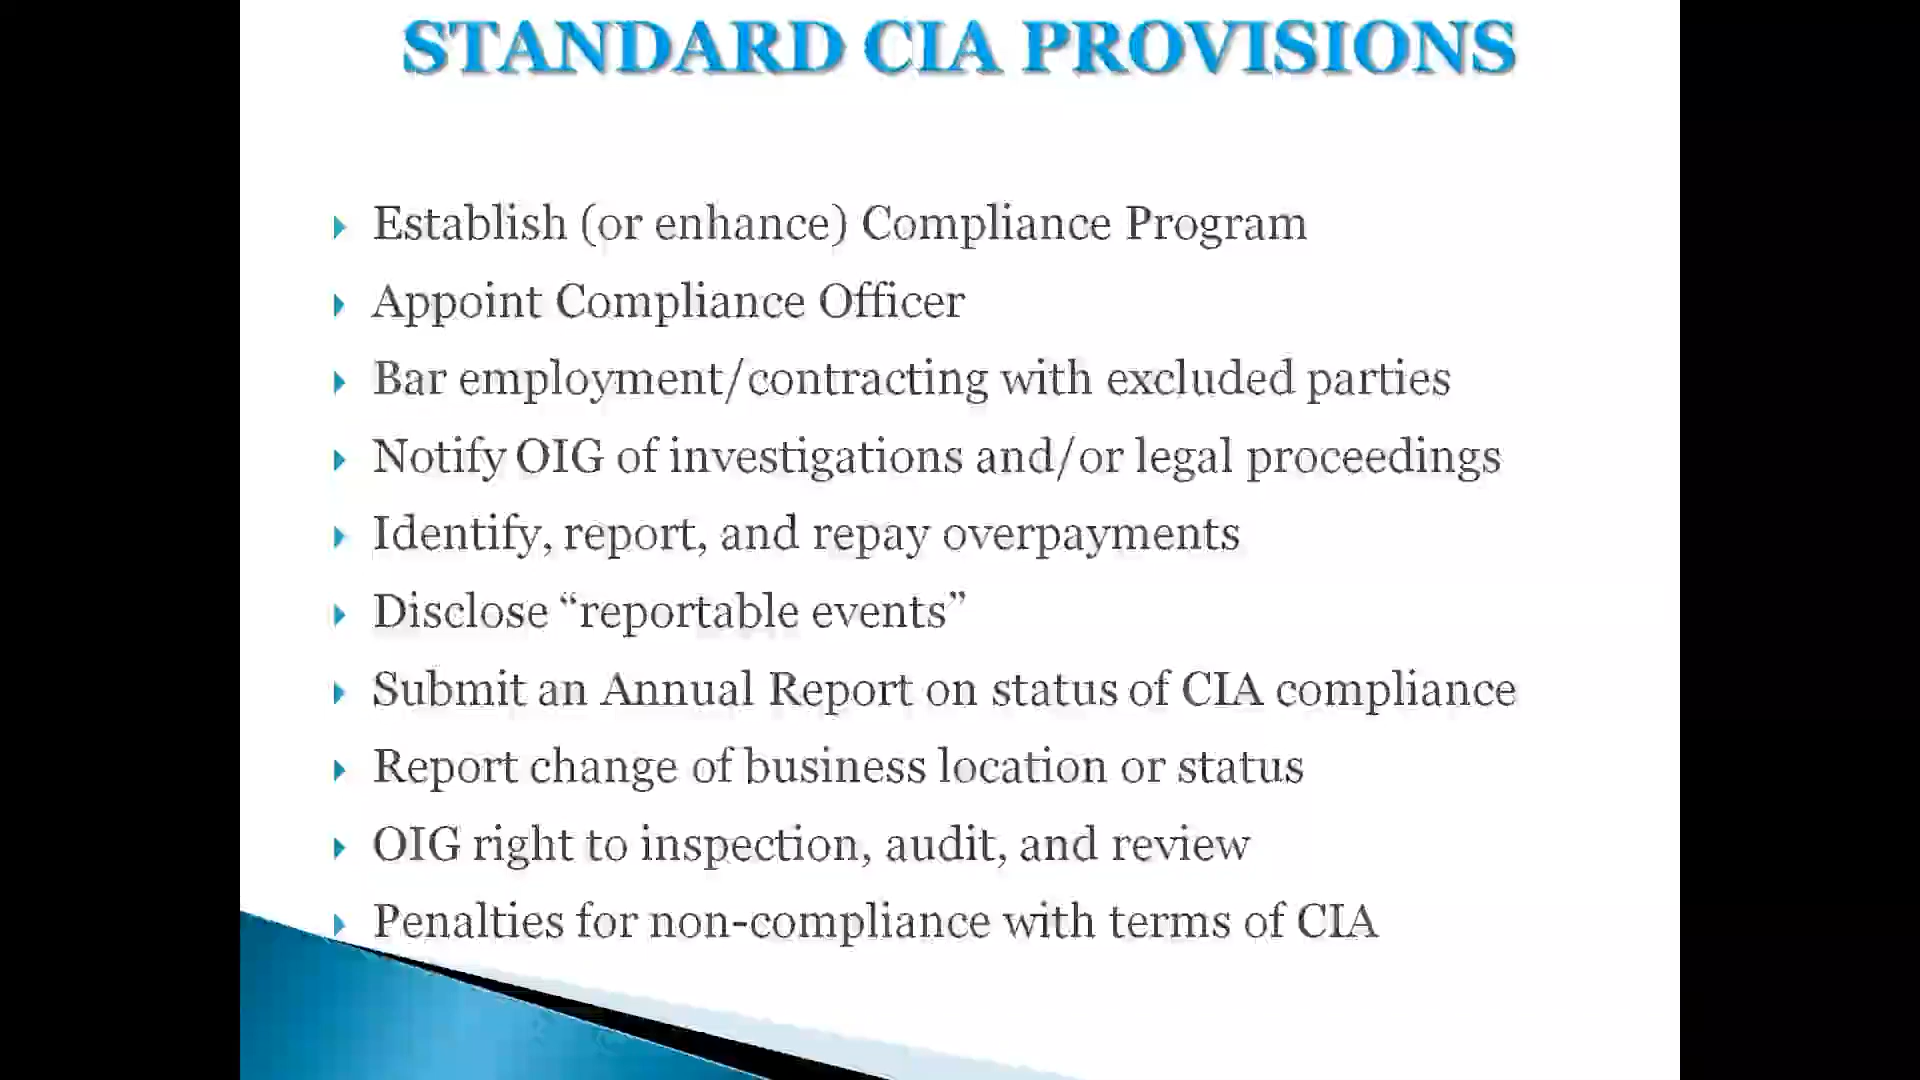 STANDARD CIA PROVISIONS
Establish (or enhance) Compliance Program
Appoint Compliance Officer
Bar employment/contracting with excluded parties
Notify OIG of investigations and/or legal proceedings
Identify, report, and repay overpayments
Disclose “reportable events”
Submit an Annual Report on status of CIA compliance
Report change of business location or status
OIG right to inspection, audit, and review
Penalties for non-compliance with terms of CIA